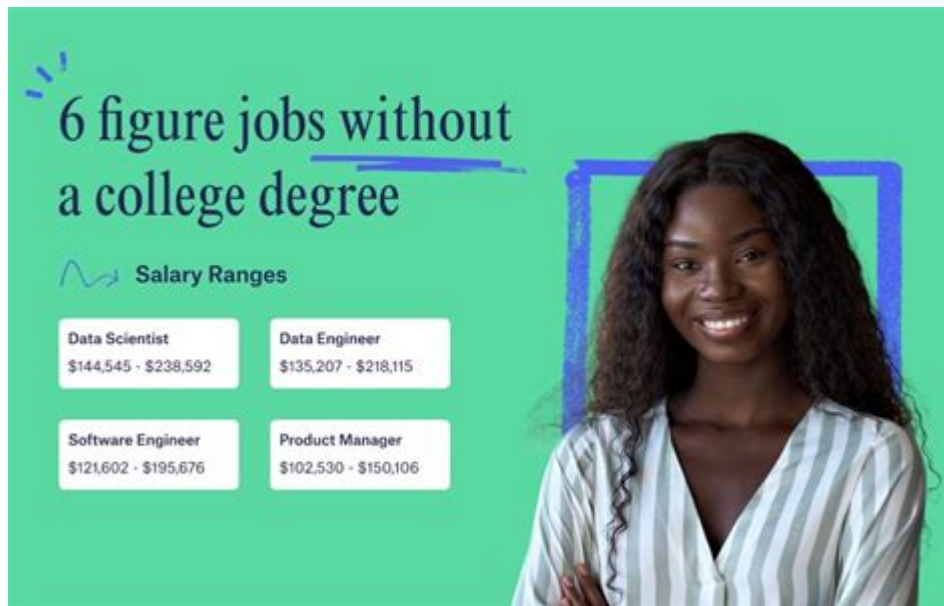 6 figure jobs without
a college degree
Salary Ranges
Data Scientist
$144,545 - $238,592
Data Engineer
$135,207 - $218,115
Software Engineer
$121,602 - $195,676
Product Manager
$102,530 - $150,106